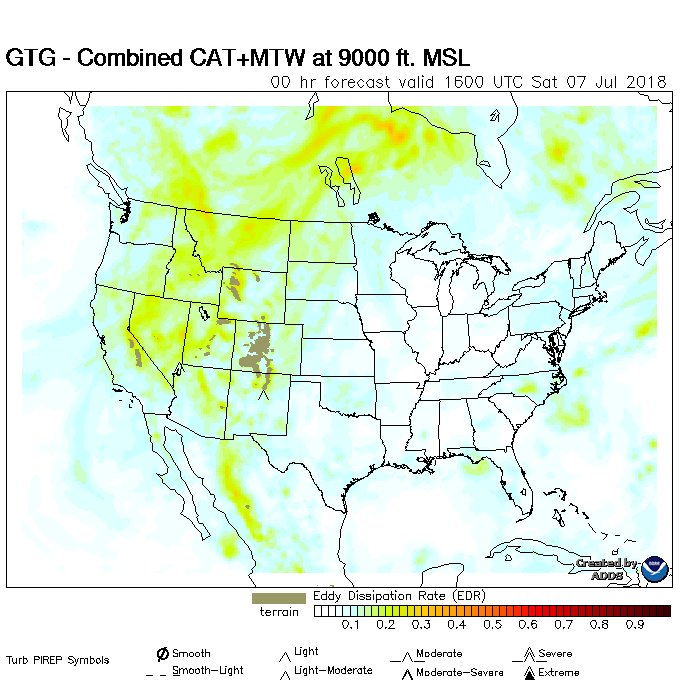 GTG - Combined CAT+MTW at 9000 ft. MSL
00 hr forecast valid 1600 UTC Sat 07 Jul 2018
Created by
ADDS
Eddy Dissipation Rate (EDR)
terrain
0.1 0.2 0.3 0.4 0.5 0.6 0.7 0.8 0.9
Turb PIREP Symbols
Smooth Light Moderate Severe
Smooth-Light Light-Moderate Moderate-Severe Extreme